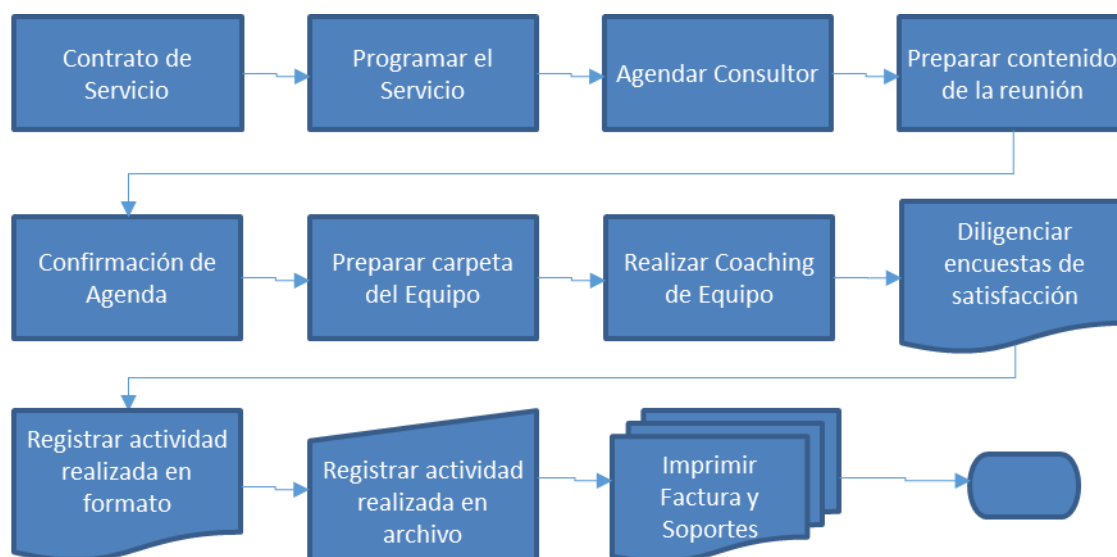 Contrato de
Servicio
Programar el
Servicio
Agendar Consultor
Preparar contenido
de la reunión
Confirmación de
Agenda
Preparar carpeta
del Equipo
Realizar Coaching
de Equipo
Diligenciar
encuestas de
satisfacción
Registrar actividad
realizada en
formato
Registrar actividad
realizada en
archivo
Imprimir
Factura y
Soportes